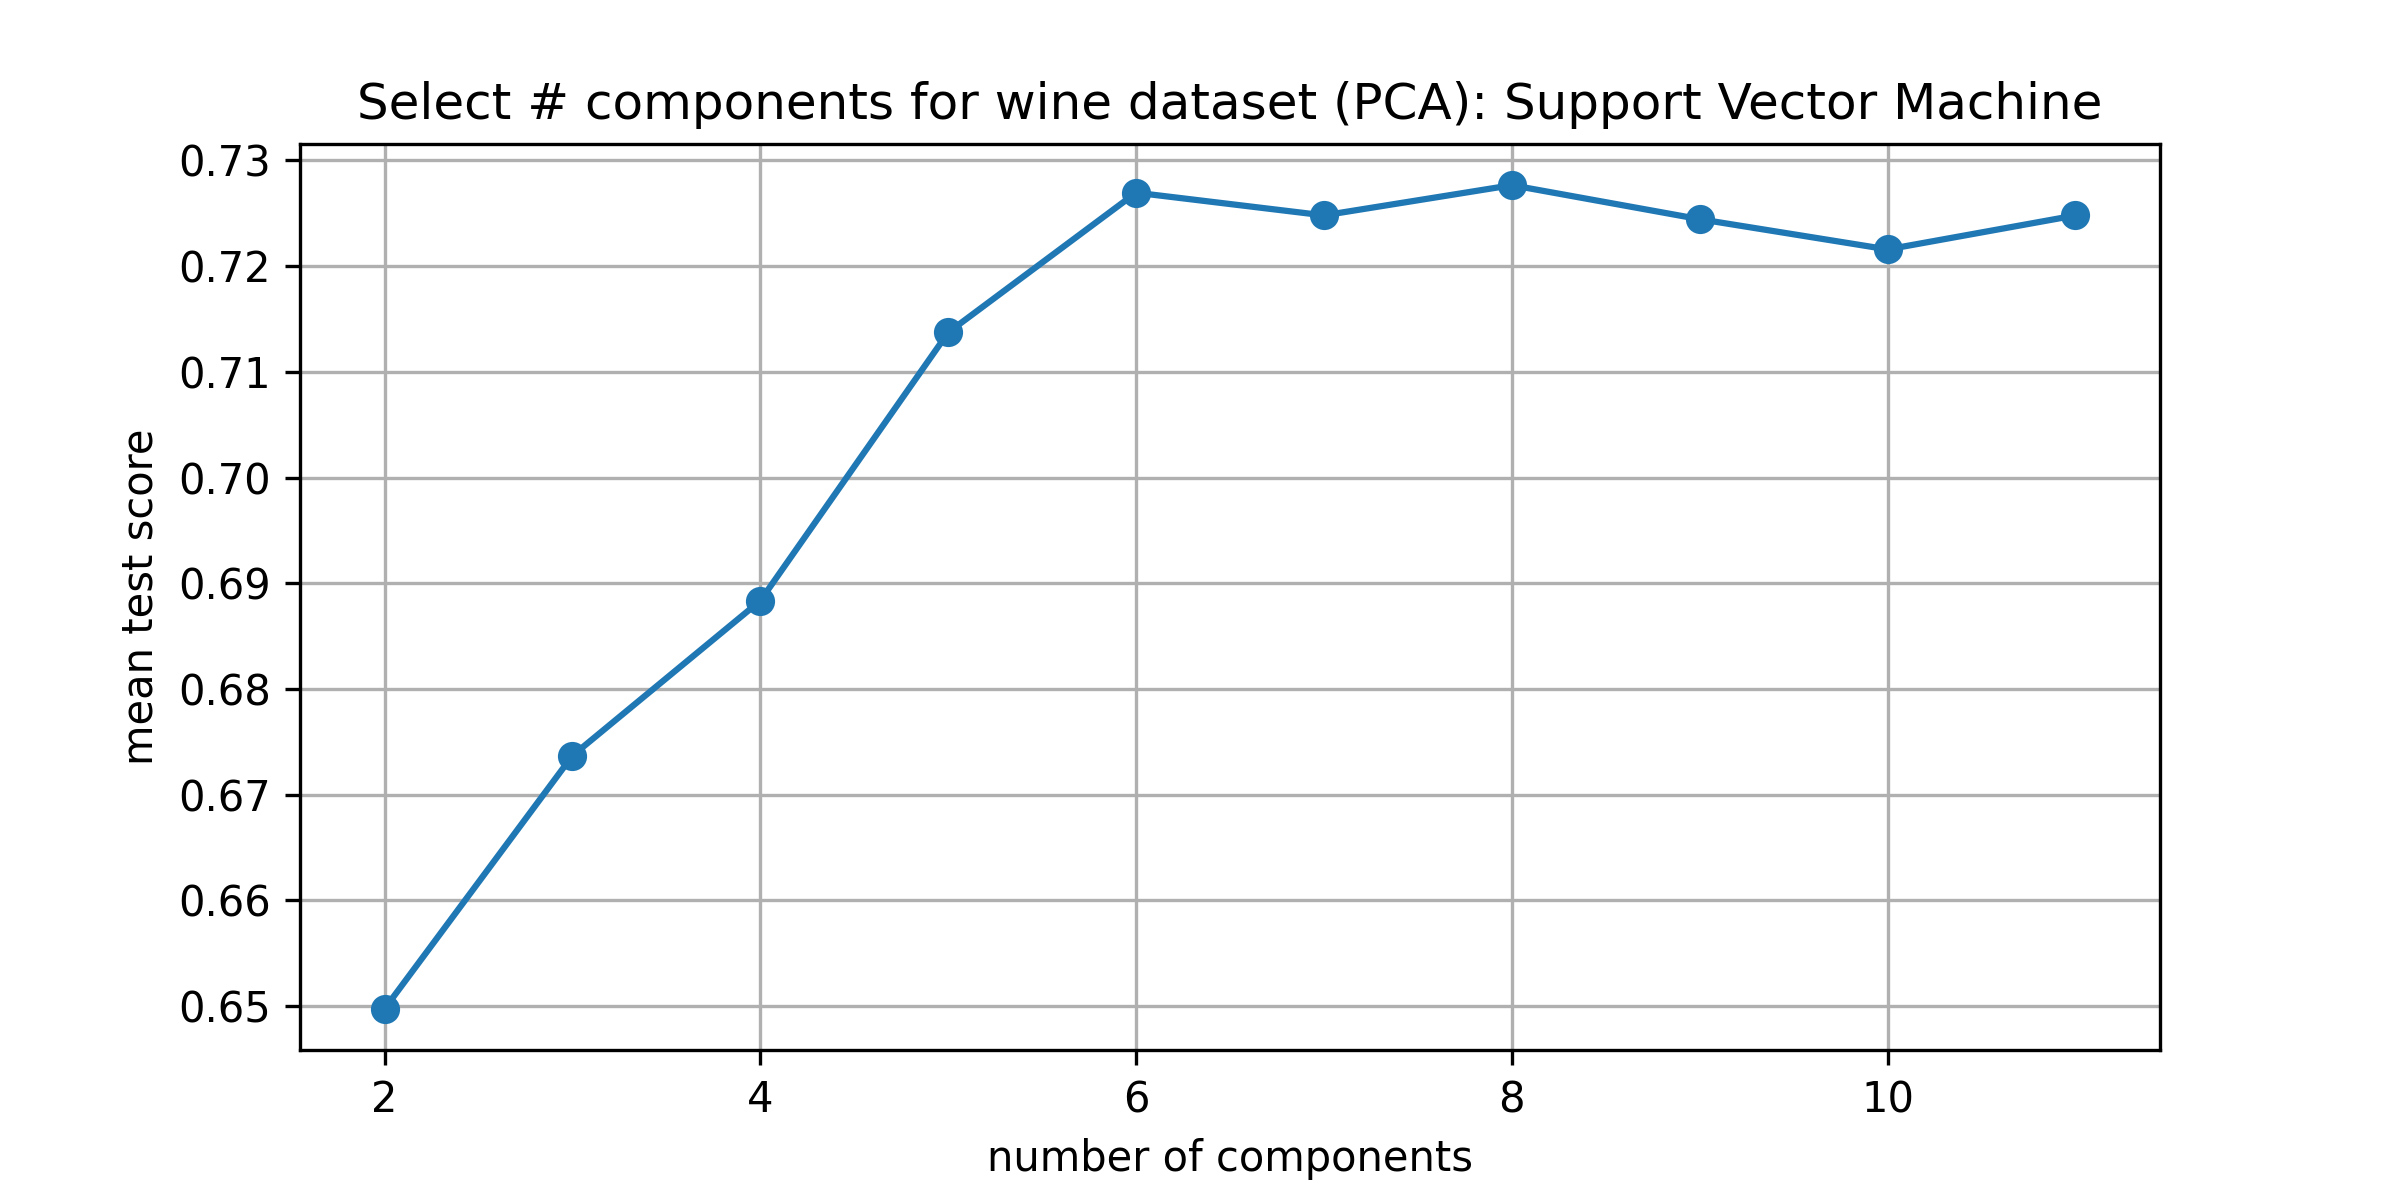 Select # components for wine dataset (PCA): Support Vector Machine
mean test score
0.73
0.72
0.71
0.70
0.69
0.68
0.67
0.66
0.65
2 4 6 8 10
number of components